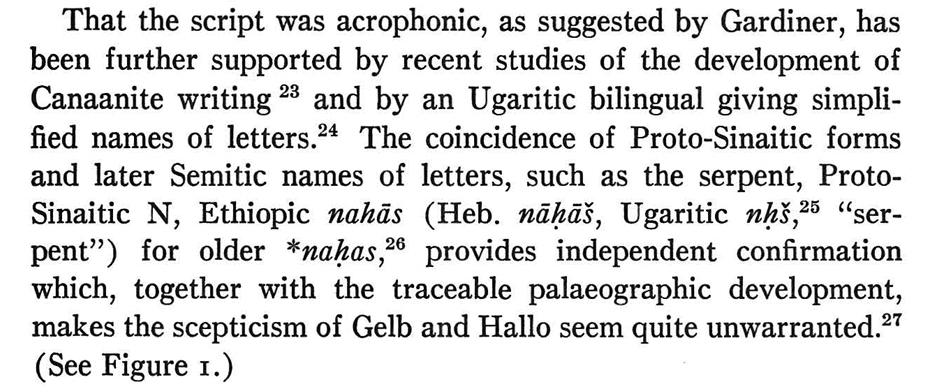 That the script was acrophonic, as suggested by Gardiner, has
been further supported by recent studies of the development of
Canaanite writing ²³ and by an Ugaritic bilingual giving simpli-
fied names of letters.²⁴ The coincidence of Proto-Sinaitic forms
and later Semitic names of letters, such as the serpent, Proto-
Sinaitic N, Ethiopic nahās (Heb. nāḥāš, Ugaritic nḥš,²⁵ “ser-
pent”) for older *naḥas,²⁶ provides independent confirmation
which, together with the traceable palaeographic development,
makes the scepticism of Gelb and Hallo seem quite unwarranted.²⁷
(See Figure 1.)